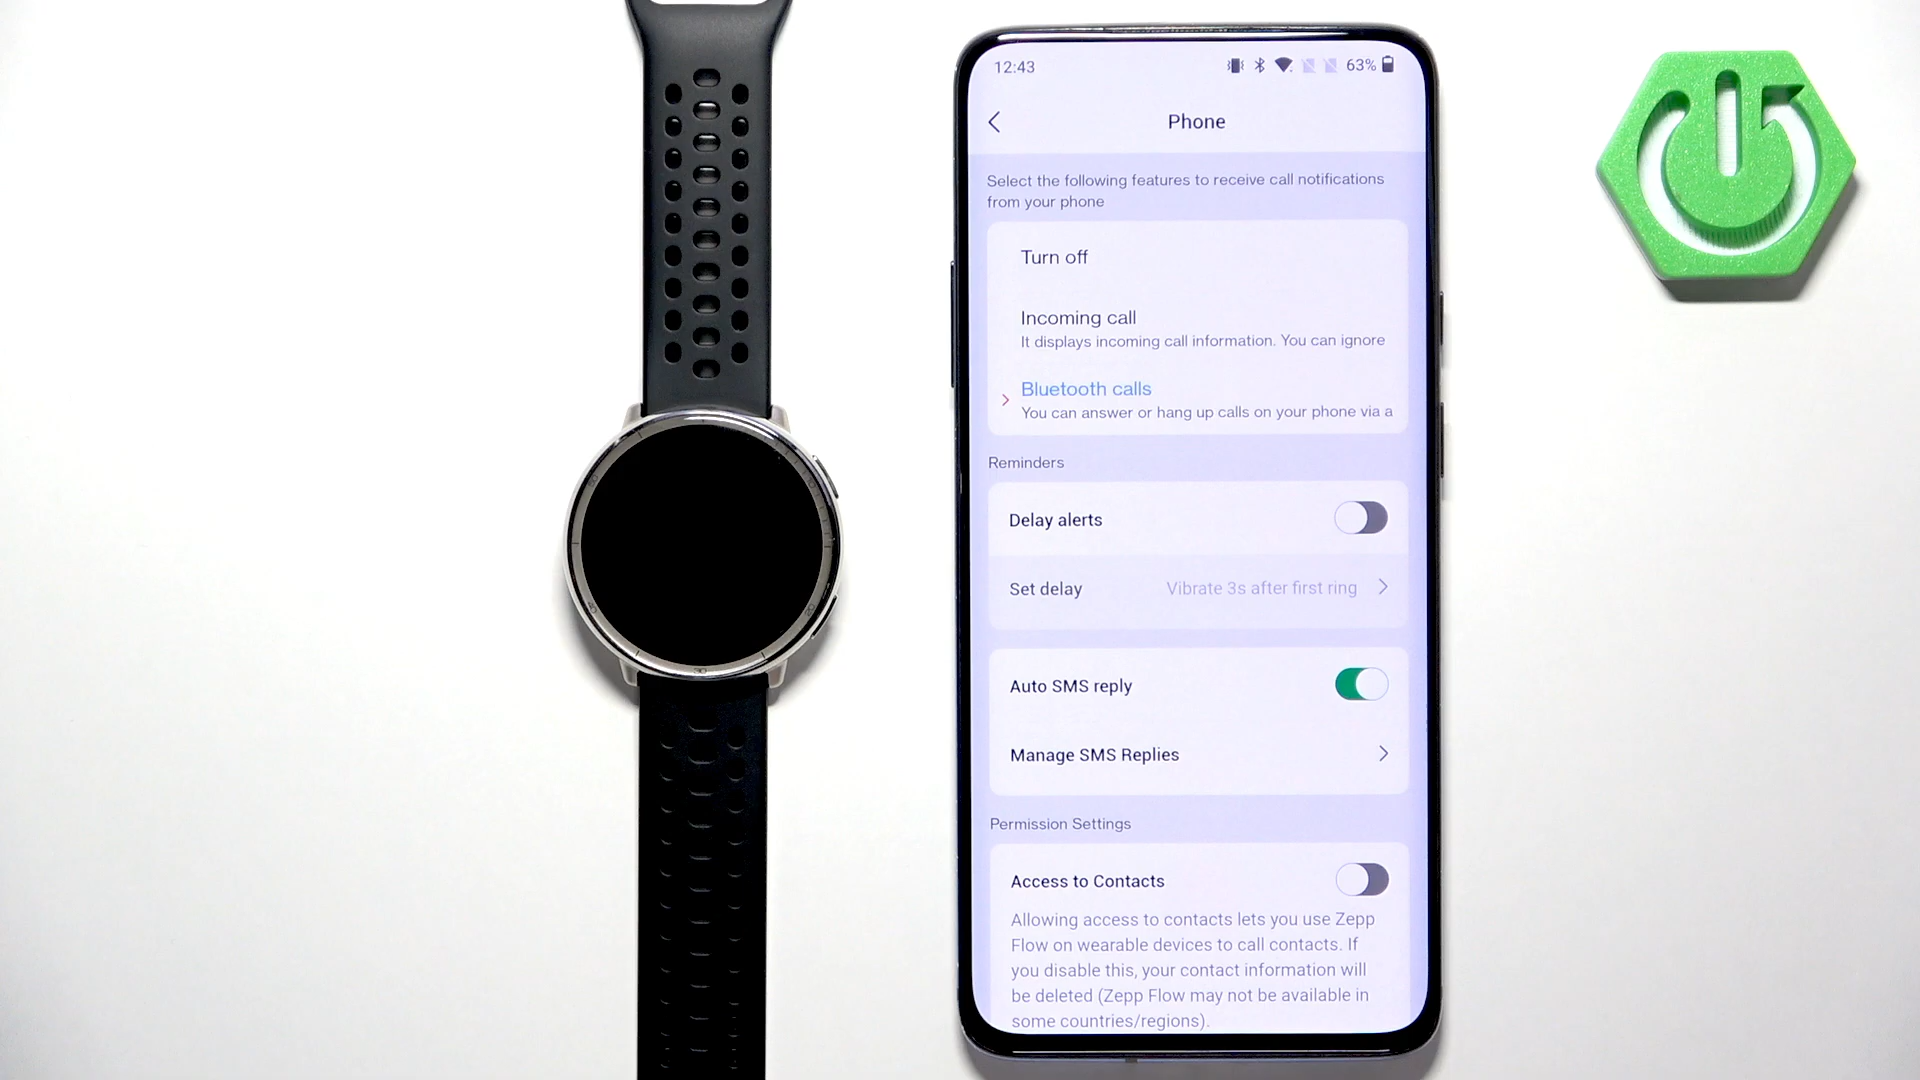 12:43
63%
Phone
Select the following features to receive call notifications
from your phone
Turn off
Incoming call
It displays incoming call information. You can ignore
Bluetooth calls
You can answer or hang up calls on your phone via a
Reminders
Delay alerts
Set delay
Vibrate 3s after first ring
Auto SMS reply
Manage SMS Replies
Permission Settings
Access to Contacts
Allowing access to contacts lets you use Zepp
Flow on wearable devices to call contacts. If
you disable this, your contact information will
be deleted (Zepp Flow may not be available in
some countries/regions).